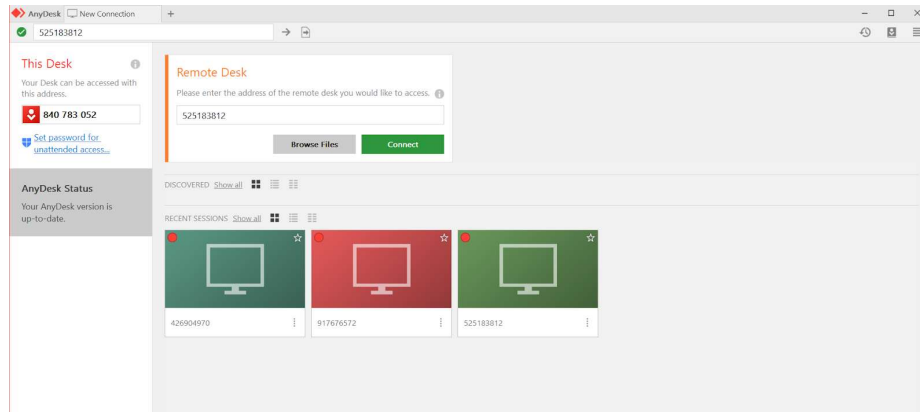 AnyDesk New Connection
525183812
This Desk
Your Desk can be accessed with
this address.
840 783 052
Set password for
unattended access...
AnyDesk Status
Your AnyDesk version is
up-to-date.
Remote Desk
Please enter the address of the remote desk you would like to access.
525183812
Browse Files Connect
DISCOVERED Show all
RECENT SESSIONS Show all
426904970 917676572 525183812